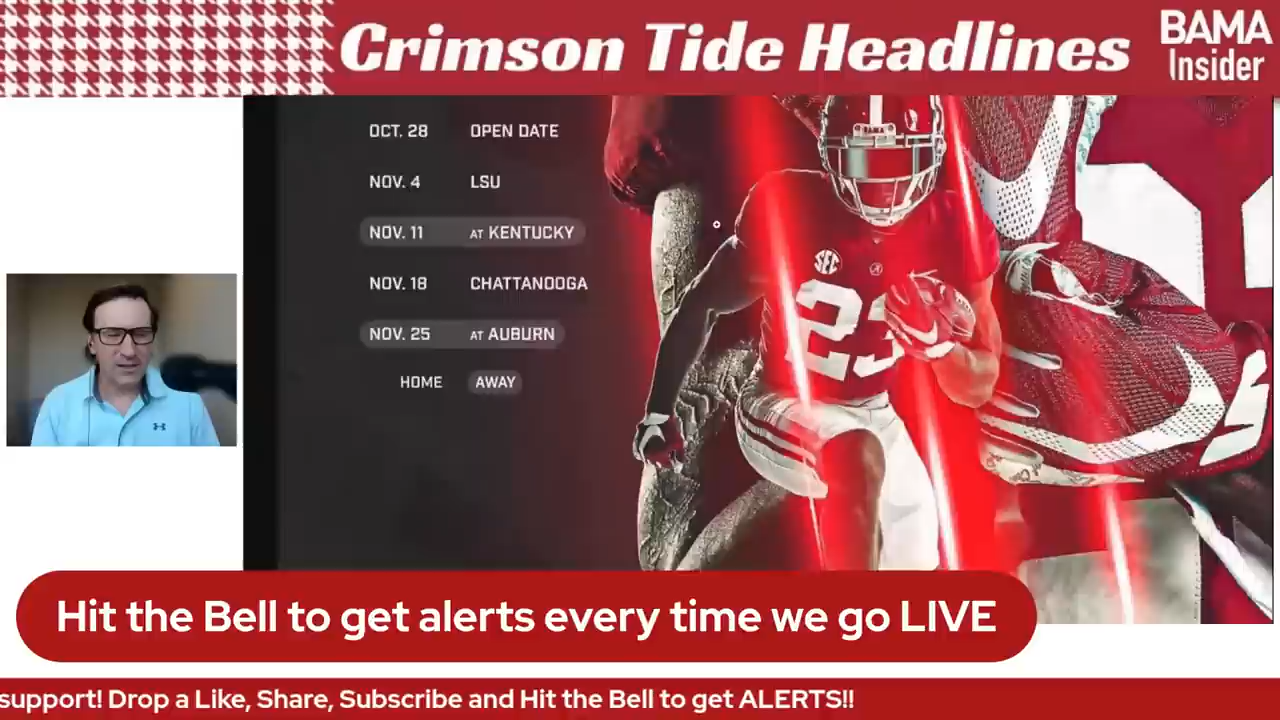 Crimson Tide Headlines
BAMA
Insider
OCT. 28 OPEN DATE
NOV. 4 LSU
NOV. 11 AT KENTUCKY
NOV. 18 CHATTANOOGA
NOV. 25 AT AUBURN
HOME AWAY
SEC
23
Hit the Bell to get alerts every time we go LIVE
support! Drop a Like, Share, Subscribe and Hit the Bell to get ALERTS!!